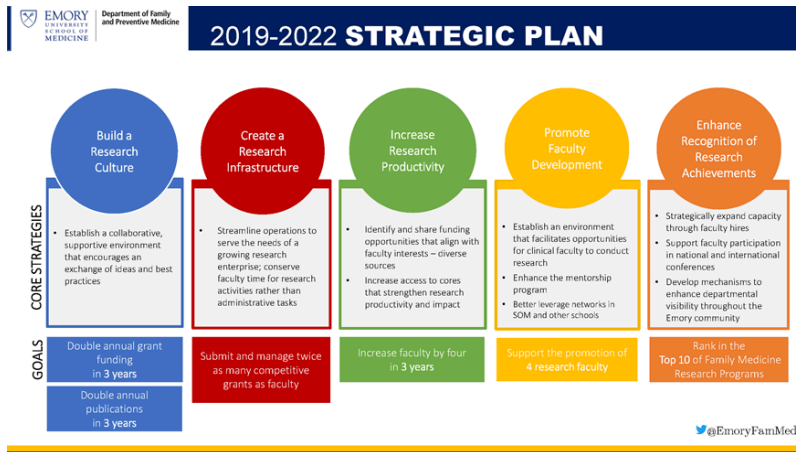 EMORY
UNIVERSITY
SCHOOL OF
MEDICINE
Department of Family
and Preventive Medicine
2019-2022 STRATEGIC PLAN
Build a
Research
Culture
Create a
Research
Infrastructure
Increase
Research
Productivity
Promote
Faculty
Development
Enhance
Recognition of
Research
Achievements
CORE STRATEGIES
• Establish a collaborative,
supportive environment
that encourages an
exchange of ideas and best
practices
• Streamline operations to
serve the needs of a
growing research
enterprise; conserve
faculty time for research
activities rather than
administrative tasks
• Identify and share funding
opportunities that align with
faculty interests – diverse
sources
• Increase access to cores
that strengthen research
productivity and impact
• Establish an environment
that facilitates opportunities
for clinical faculty to conduct
research
• Enhance the mentorship
program
• Better leverage networks in
SOM and other schools
• Strategically expand capacity
through faculty hires
• Support faculty participation
in national and international
conferences
• Develop mechanisms to
enhance departmental
visibility throughout the
Emory community
GOALS
Double annual grant
funding
in 3 years
Double annual
publications
in 3 years
Submit and manage twice
as many competitive
grants as faculty
Increase faculty by four
in 3 years
Support the promotion of
4 research faculty
Rank in the
Top 10 of Family Medicine
Research Programs
@EmoryFamMed